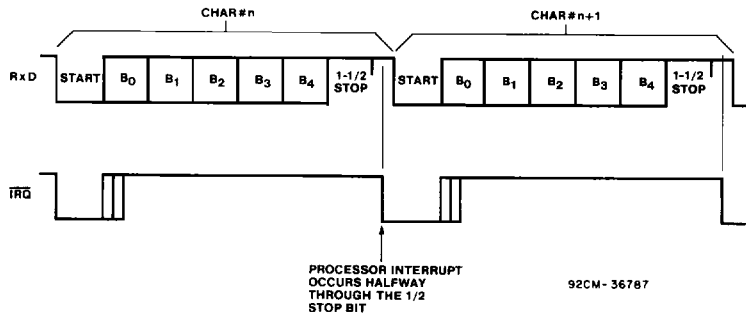 CHAR#n
CHAR#n+1
RxD START B0 B1 B2 B3 B4 1-1/2 STOP START B0 B1 B2 B3 B4 1-1/2 STOP
IRQ
PROCESSOR INTERRUPT
OCCURS HALFWAY
THROUGH THE 1/2
STOP BIT
92CM-36787